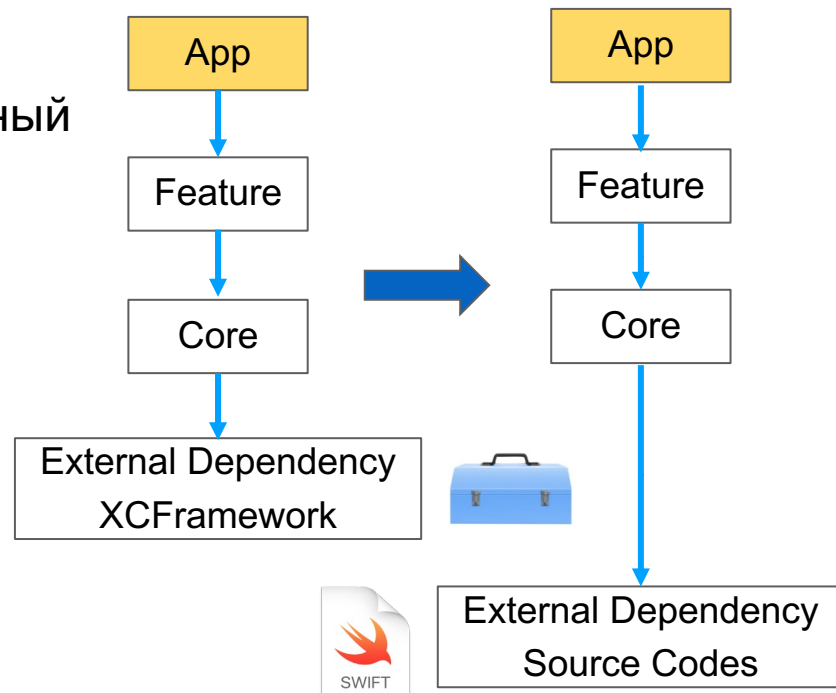 App
App
ный
Feature
Feature
Core
Core
External Dependency
XCFramework
External Dependency
Source Codes
SWIFT